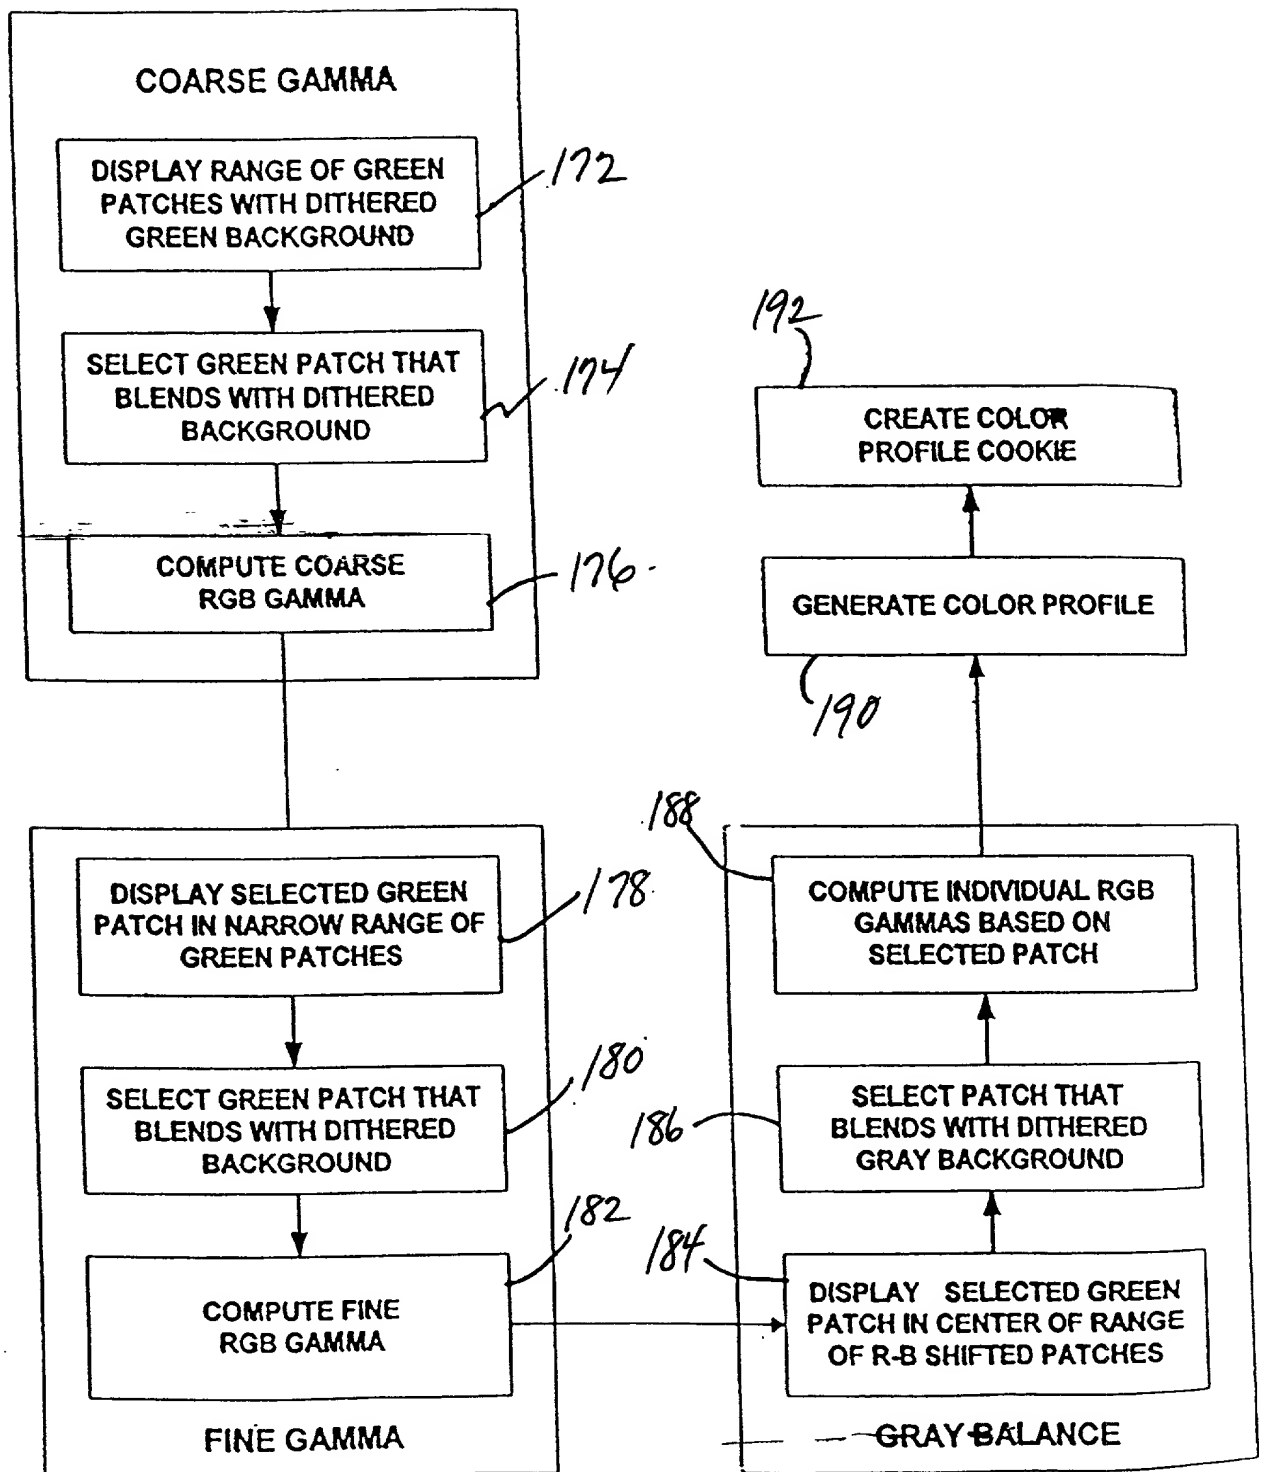 COARSE GAMMA
DISPLAY RANGE OF GREEN
PATCHES WITH DITHERED
GREEN BACKGROUND
172
SELECT GREEN PATCH THAT
BLENDS WITH DITHERED
BACKGROUND
174
COMPUTE COARSE
RGB GAMMA
176
DISPLAY SELECTED GREEN
PATCH IN NARROW RANGE OF
GREEN PATCHES
178
SELECT GREEN PATCH THAT
BLENDS WITH DITHERED
BACKGROUND
180
COMPUTE FINE
RGB GAMMA
182
FINE GAMMA
184
DISPLAY SELECTED GREEN
PATCH IN CENTER OF RANGE
OF R-B SHIFTED PATCHES
186
SELECT PATCH THAT
BLENDS WITH DITHERED
GRAY BACKGROUND
188
COMPUTE INDIVIDUAL RGB
GAMMAS BASED ON
SELECTED PATCH
GRAY BALANCE
190
GENERATE COLOR PROFILE
192
CREATE COLOR
PROFILE COOKIE